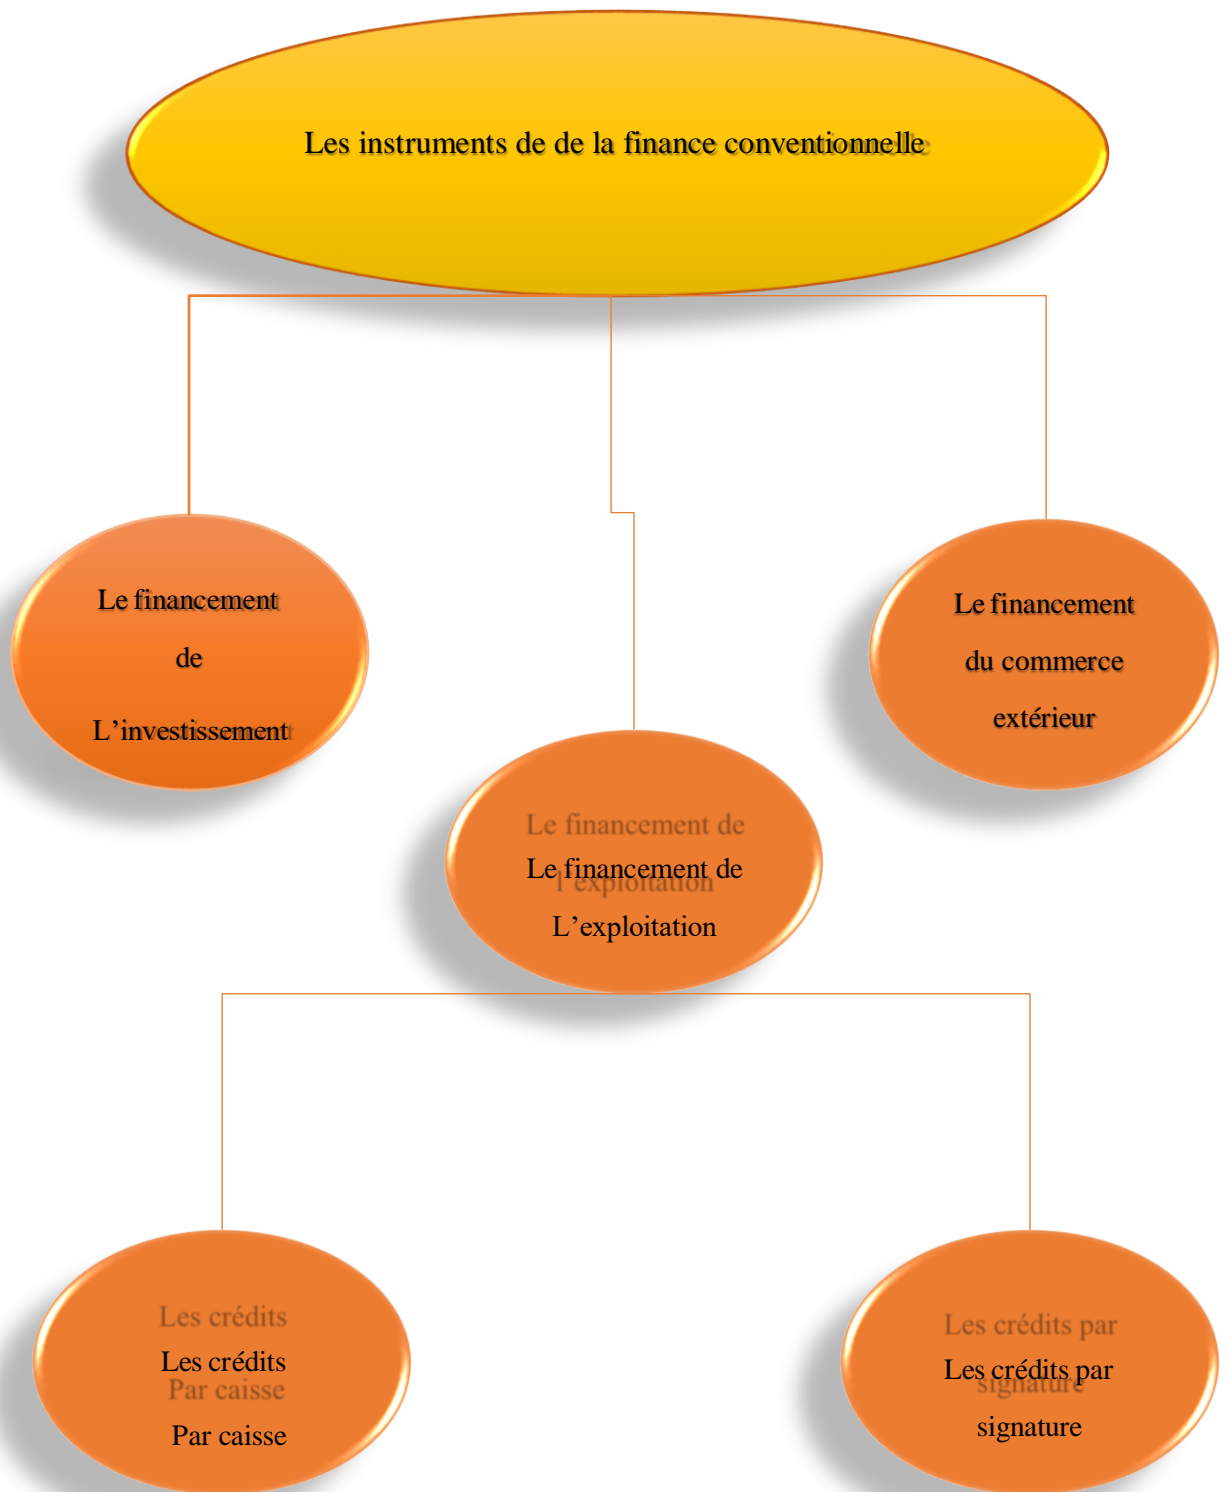 Les instruments de de la finance conventionnelle
Le financement
de
L’investissement
Le financement
du commerce
extérieur
Le financement de
Le financement de
l’exploitation
L’exploitation
Les crédits
Les crédits
Par caisse
Par caisse
Les crédits par
Les crédits par
signature
signature